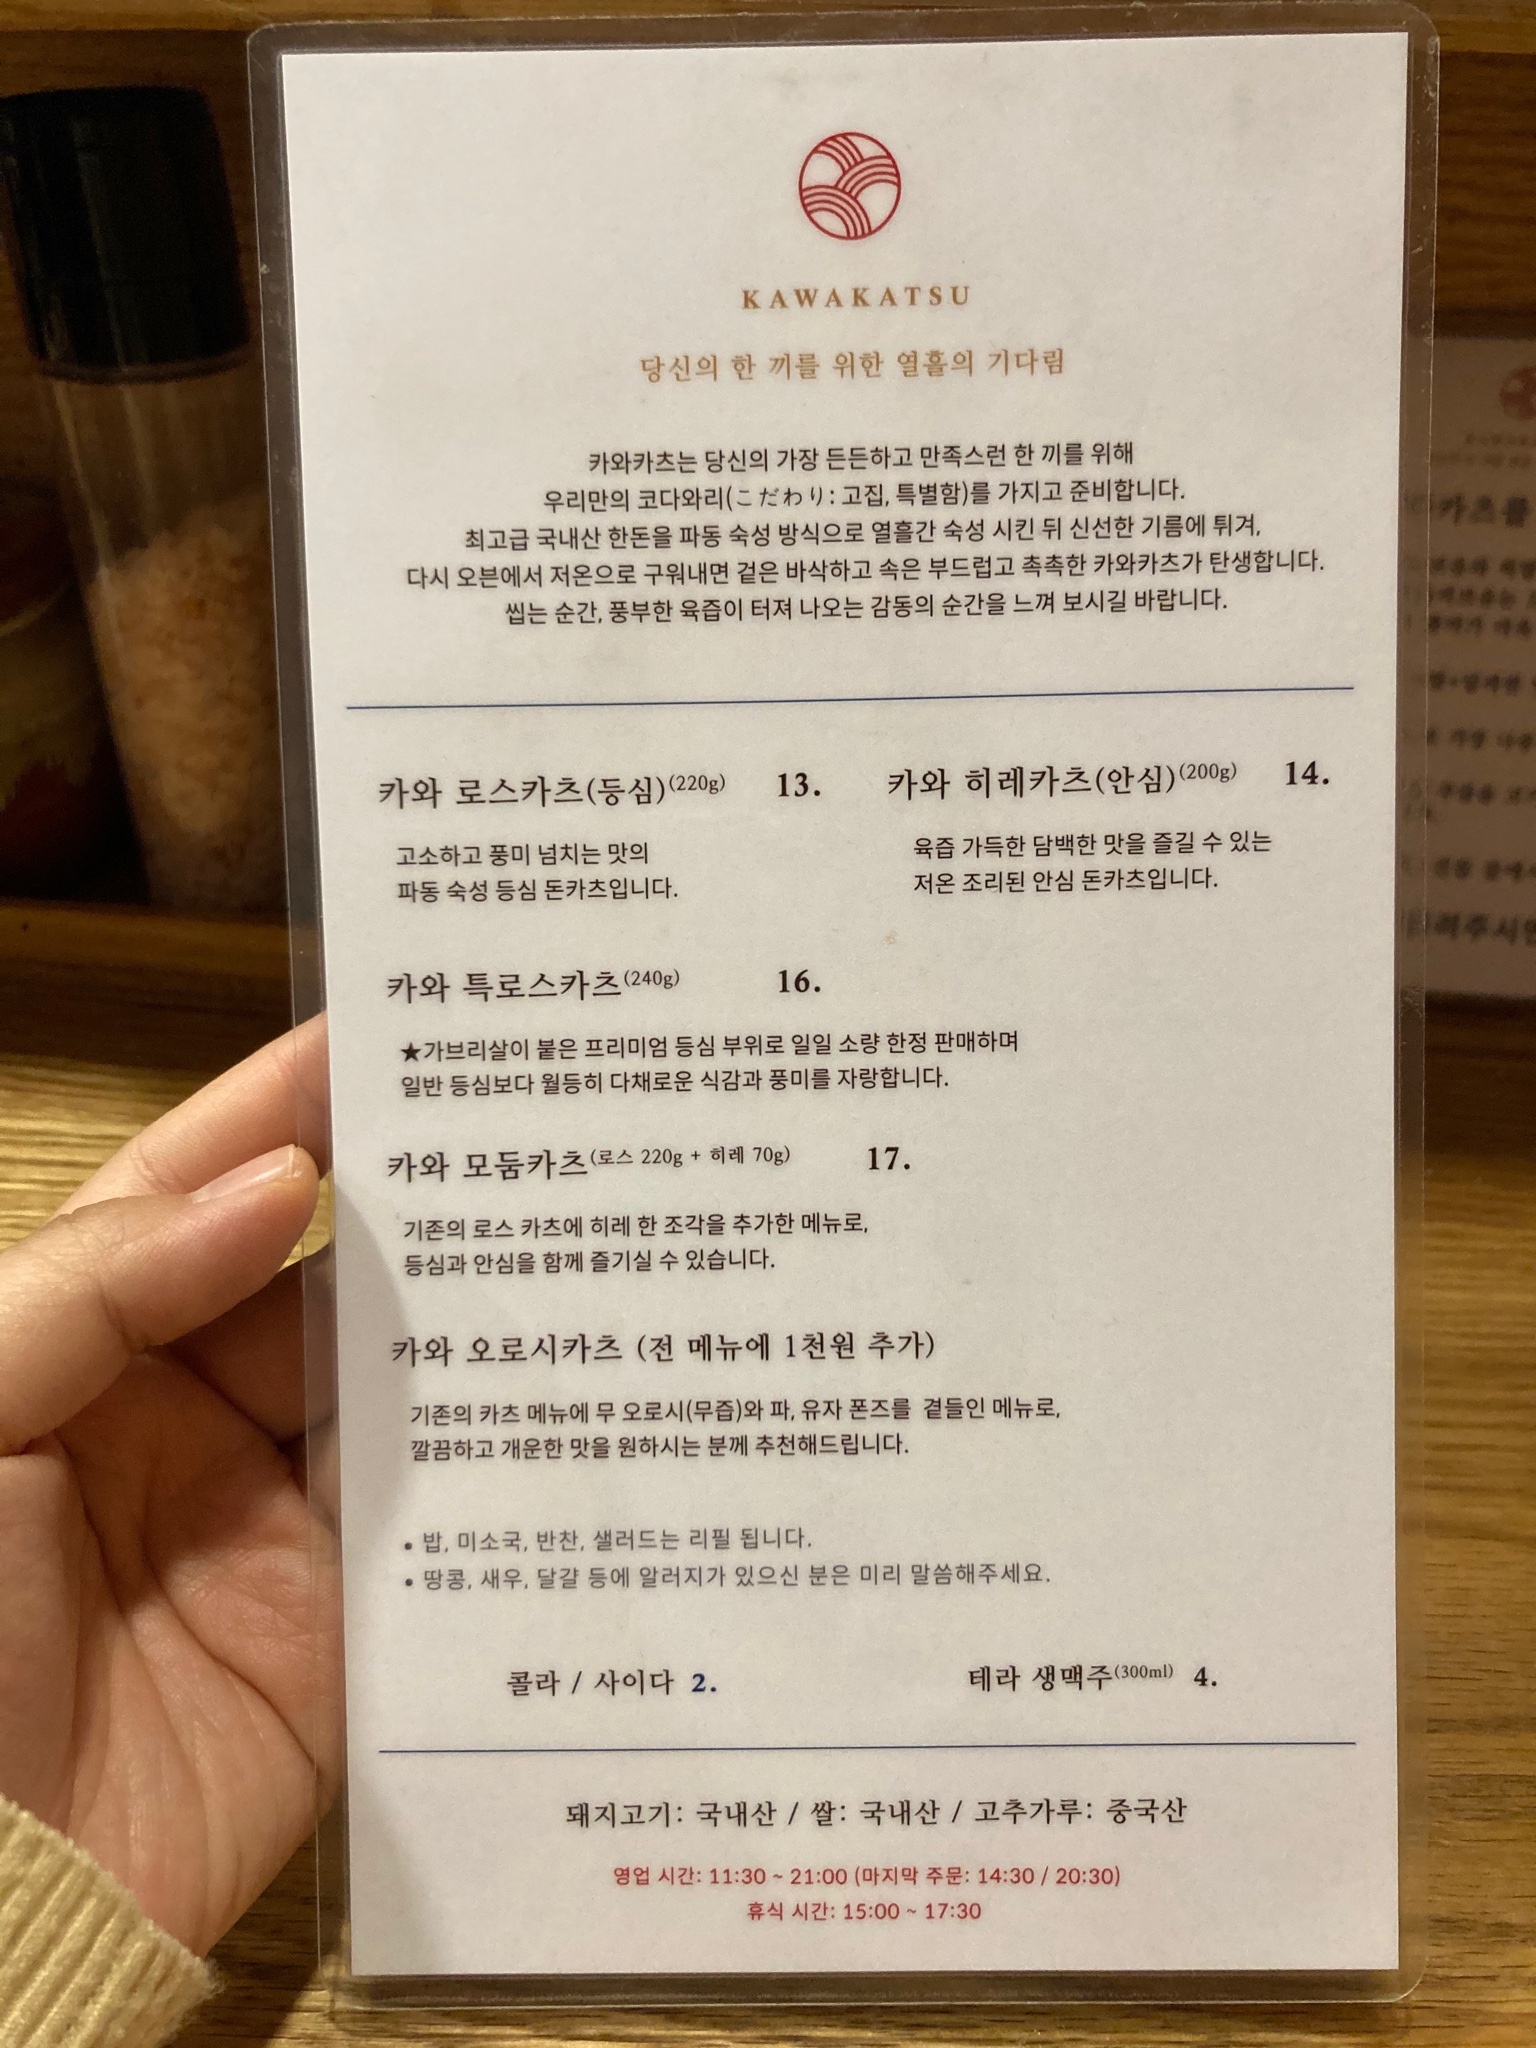 KAWAKATSU
당신의 한 끼를 위한 열흘의 기다림
카와카츠는 당신의 가장 든든하고 만족스런 한 끼를 위해
우리만의 코다와리(こだわり: 고집, 특별함)를 가지고 준비합니다.
최고급 국내산 한돈을 파동 숙성 방식으로 열흘간 숙성 시킨 뒤 신선한 기름에 튀겨,
다시 오븐에서 저온으로 구워내면 겉은 바삭하고 속은 부드럽고 촉촉한 카와카츠가 탄생합니다.
씹는 순간, 풍부한 육즙이 터져 나오는 감동의 순간을 느껴 보시길 바랍니다.
카와 로스카츠(등심)(220g) 13.
고소하고 풍미 넘치는 맛의
파동 숙성 등심 돈카츠입니다.
카와 히레카츠(안심)(200g) 14.
육즙 가득한 담백한 맛을 즐길 수 있는
저온 조리된 안심 돈카츠입니다.
카와 특로스카츠(240g) 16.
★가브리살이 붙은 프리미엄 등심 부위로 일일 소량 한정 판매하며
일반 등심보다 월등히 다채로운 식감과 풍미를 자랑합니다.
카와 모둠카츠(로스 220g + 히레 70g) 17.
기존의 로스 카츠에 히레 한 조각을 추가한 메뉴로,
등심과 안심을 함께 즐기실 수 있습니다.
카와 오로시카츠 (전 메뉴에 1천원 추가)
기존의 카츠 메뉴에 무 오로시(무즙)와 파, 유자 폰즈를 곁들인 메뉴로,
깔끔하고 개운한 맛을 원하시는 분께 추천해드립니다.
• 밥, 미소국, 반찬, 샐러드는 리필 됩니다.
• 땅콩, 새우, 달걀 등에 알러지가 있으신 분은 미리 말씀해주세요.
콜라 / 사이다 2.
테라 생맥주(300ml) 4.
돼지고기: 국내산 / 쌀: 국내산 / 고추가루: 중국산
영업 시간: 11:30 ~ 21:00 (마지막 주문: 14:30 / 20:30)
휴식 시간: 15:00 ~ 17:30